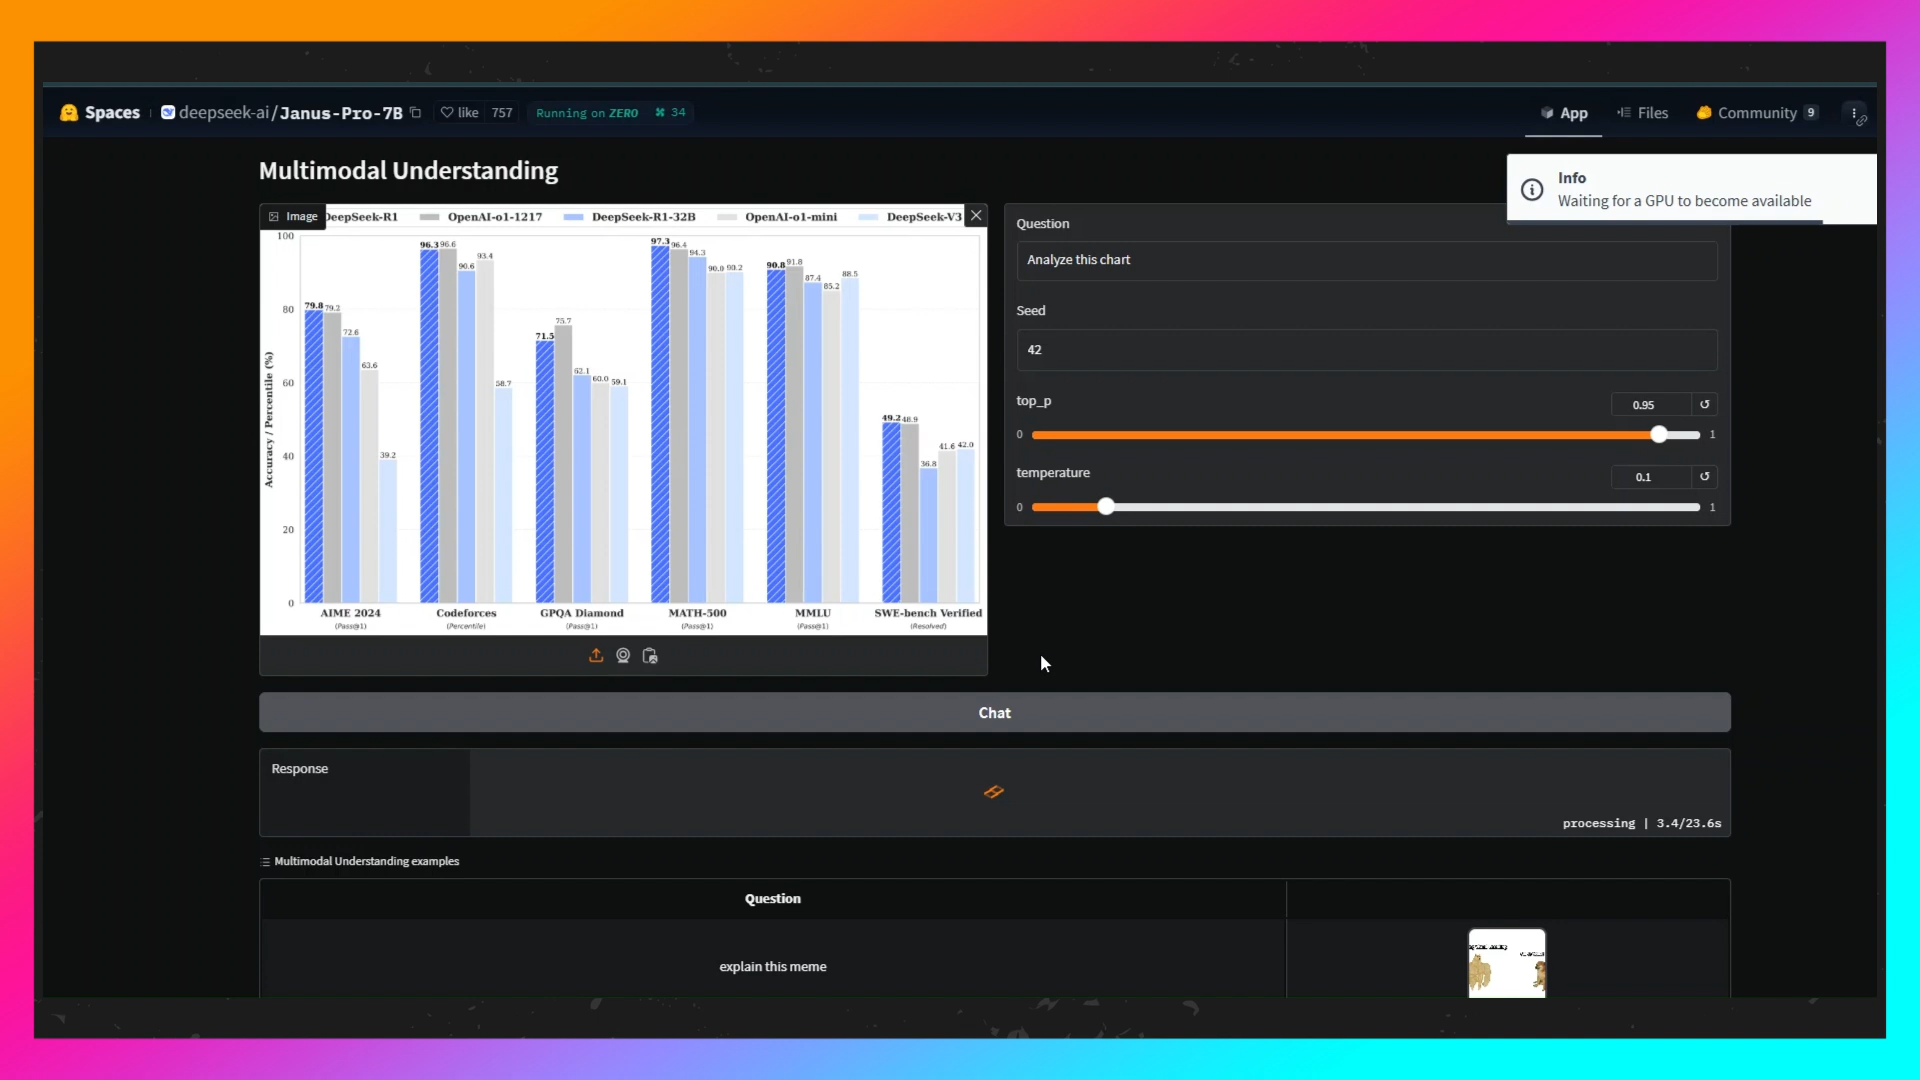 Spaces deepseek-ai/Janus-Pro-7B like 757 Running on ZERO 34 App Files Community 9
Info
Waiting for a GPU to become available
Multimodal Understanding
Image
DeepSeek-R1 OpenAI-o1-1217 DeepSeek-R1-32B OpenAI-o1-mini DeepSeek-V3
Accuracy / Percentile (%)
100
80
60
40
20
0
79.8 79.2 72.6 63.6 39.2
96.3 96.6 90.6 93.4 58.7
71.5 75.7 62.1 60.0 59.1
97.3 96.4 94.3 90.0 90.2
90.8 91.8 87.4 85.2 88.5
49.2 48.9 36.8 41.6 42.0
AIME 2024 Codeforces GPQA Diamond MATH-500 MMLU SWE-bench Verified
(Pass@1) (Percentile) (Pass@1) (Pass@1) (Pass@1) (Resolved)
Question
Analyze this chart
Seed
42
top_p
0.95
0 1
temperature
0.1
0 1
Chat
Response
processing | 3.4/23.6s
Multimodal Understanding examples
Question
explain this meme